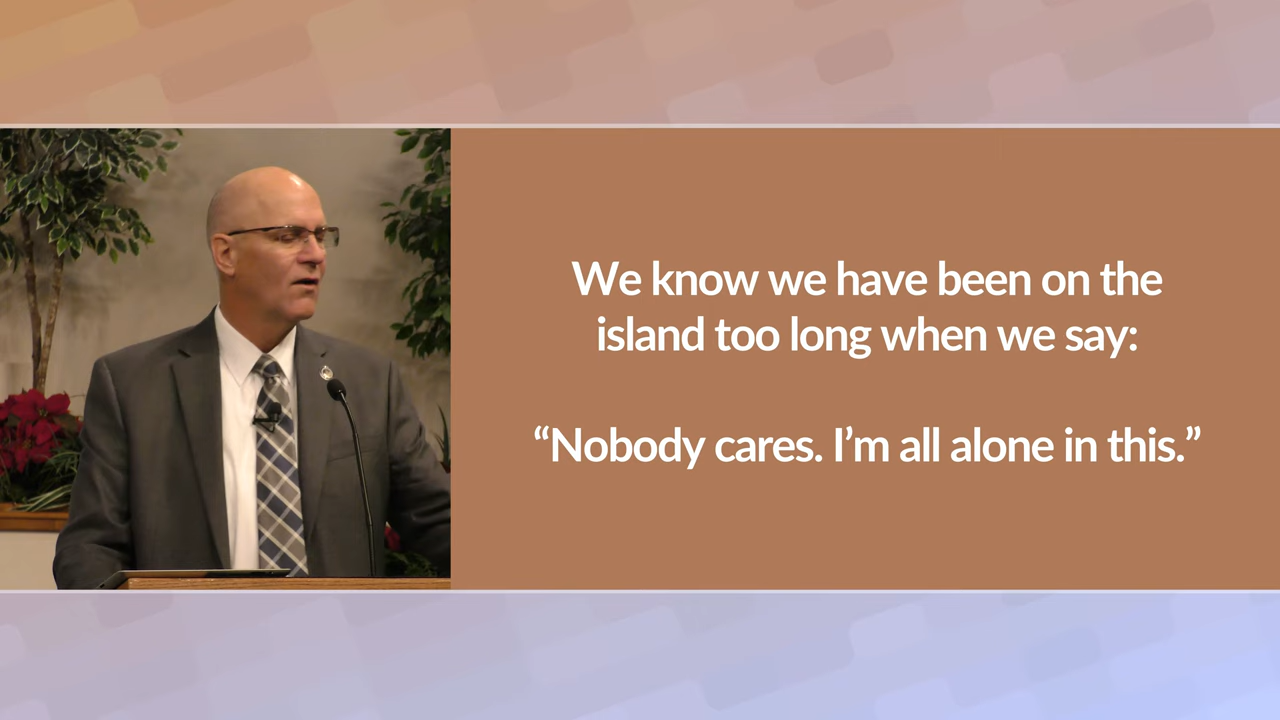 We know we have been on the
island too long when we say:
“Nobody cares. I’m all alone in this.”